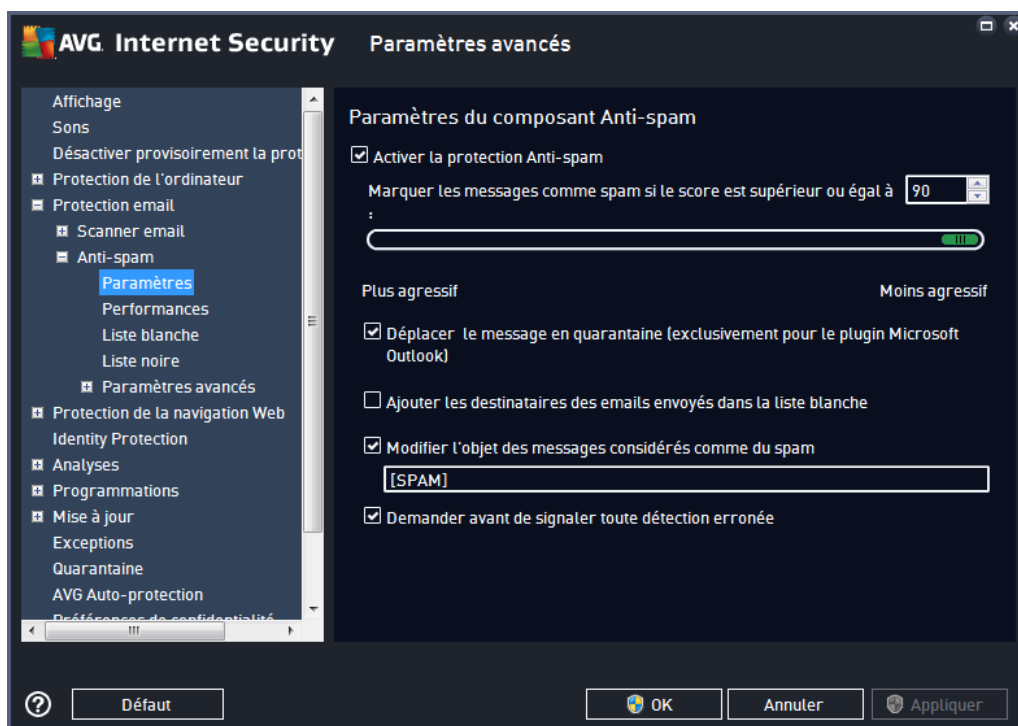 AVG. Internet Security
Paramètres avancés
Affichage
Sons
Désactiver provisoirement la prot
Protection de l'ordinateur
Protection email
Scanner email
Anti-spam
Paramètres
Performances
Liste blanche
Liste noire
Paramètres avancés
Protection de la navigation Web
Identity Protection
Analyses
Programmations
Mise à jour
Exceptions
Quarantaine
AVG Auto-protection
Préférences de confidentialité
Paramètres du composant Anti-spam
Activer la protection Anti-spam
Marquer les messages comme spam si le score est supérieur ou égal à
:
90
Plus agressif
Moins agressif
Déplacer le message en quarantaine (exclusivement pour le plugin Microsoft
Outlook)
Ajouter les destinataires des emails envoyés dans la liste blanche
Modifier l'objet des messages considérés comme du spam
[SPAM]
Demander avant de signaler toute détection erronée
?
Défaut
OK
Annuler
Appliquer